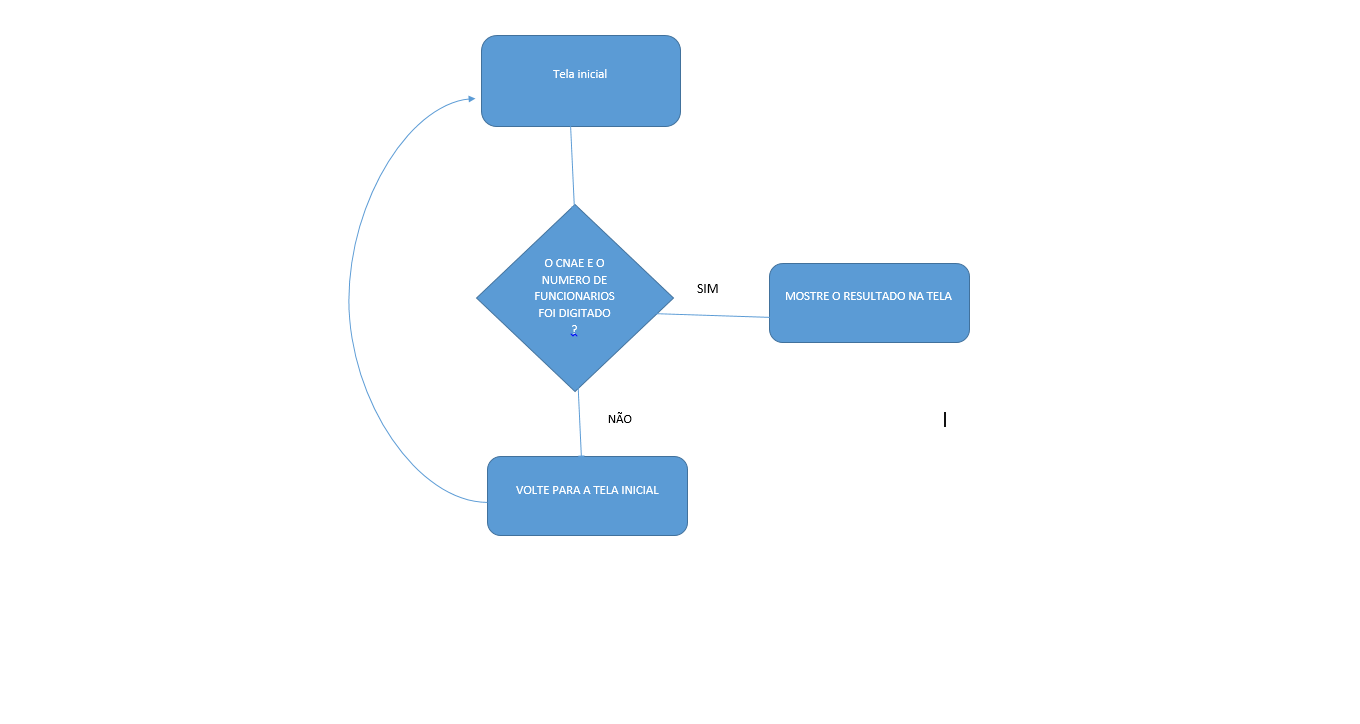 Tela inicial
O CNAE E O
NUMERO DE
FUNCIONARIOS
FOI DIGITADO
?
SIM
MOSTRE O RESULTADO NA TELA
NÃO
VOLTE PARA A TELA INICIAL